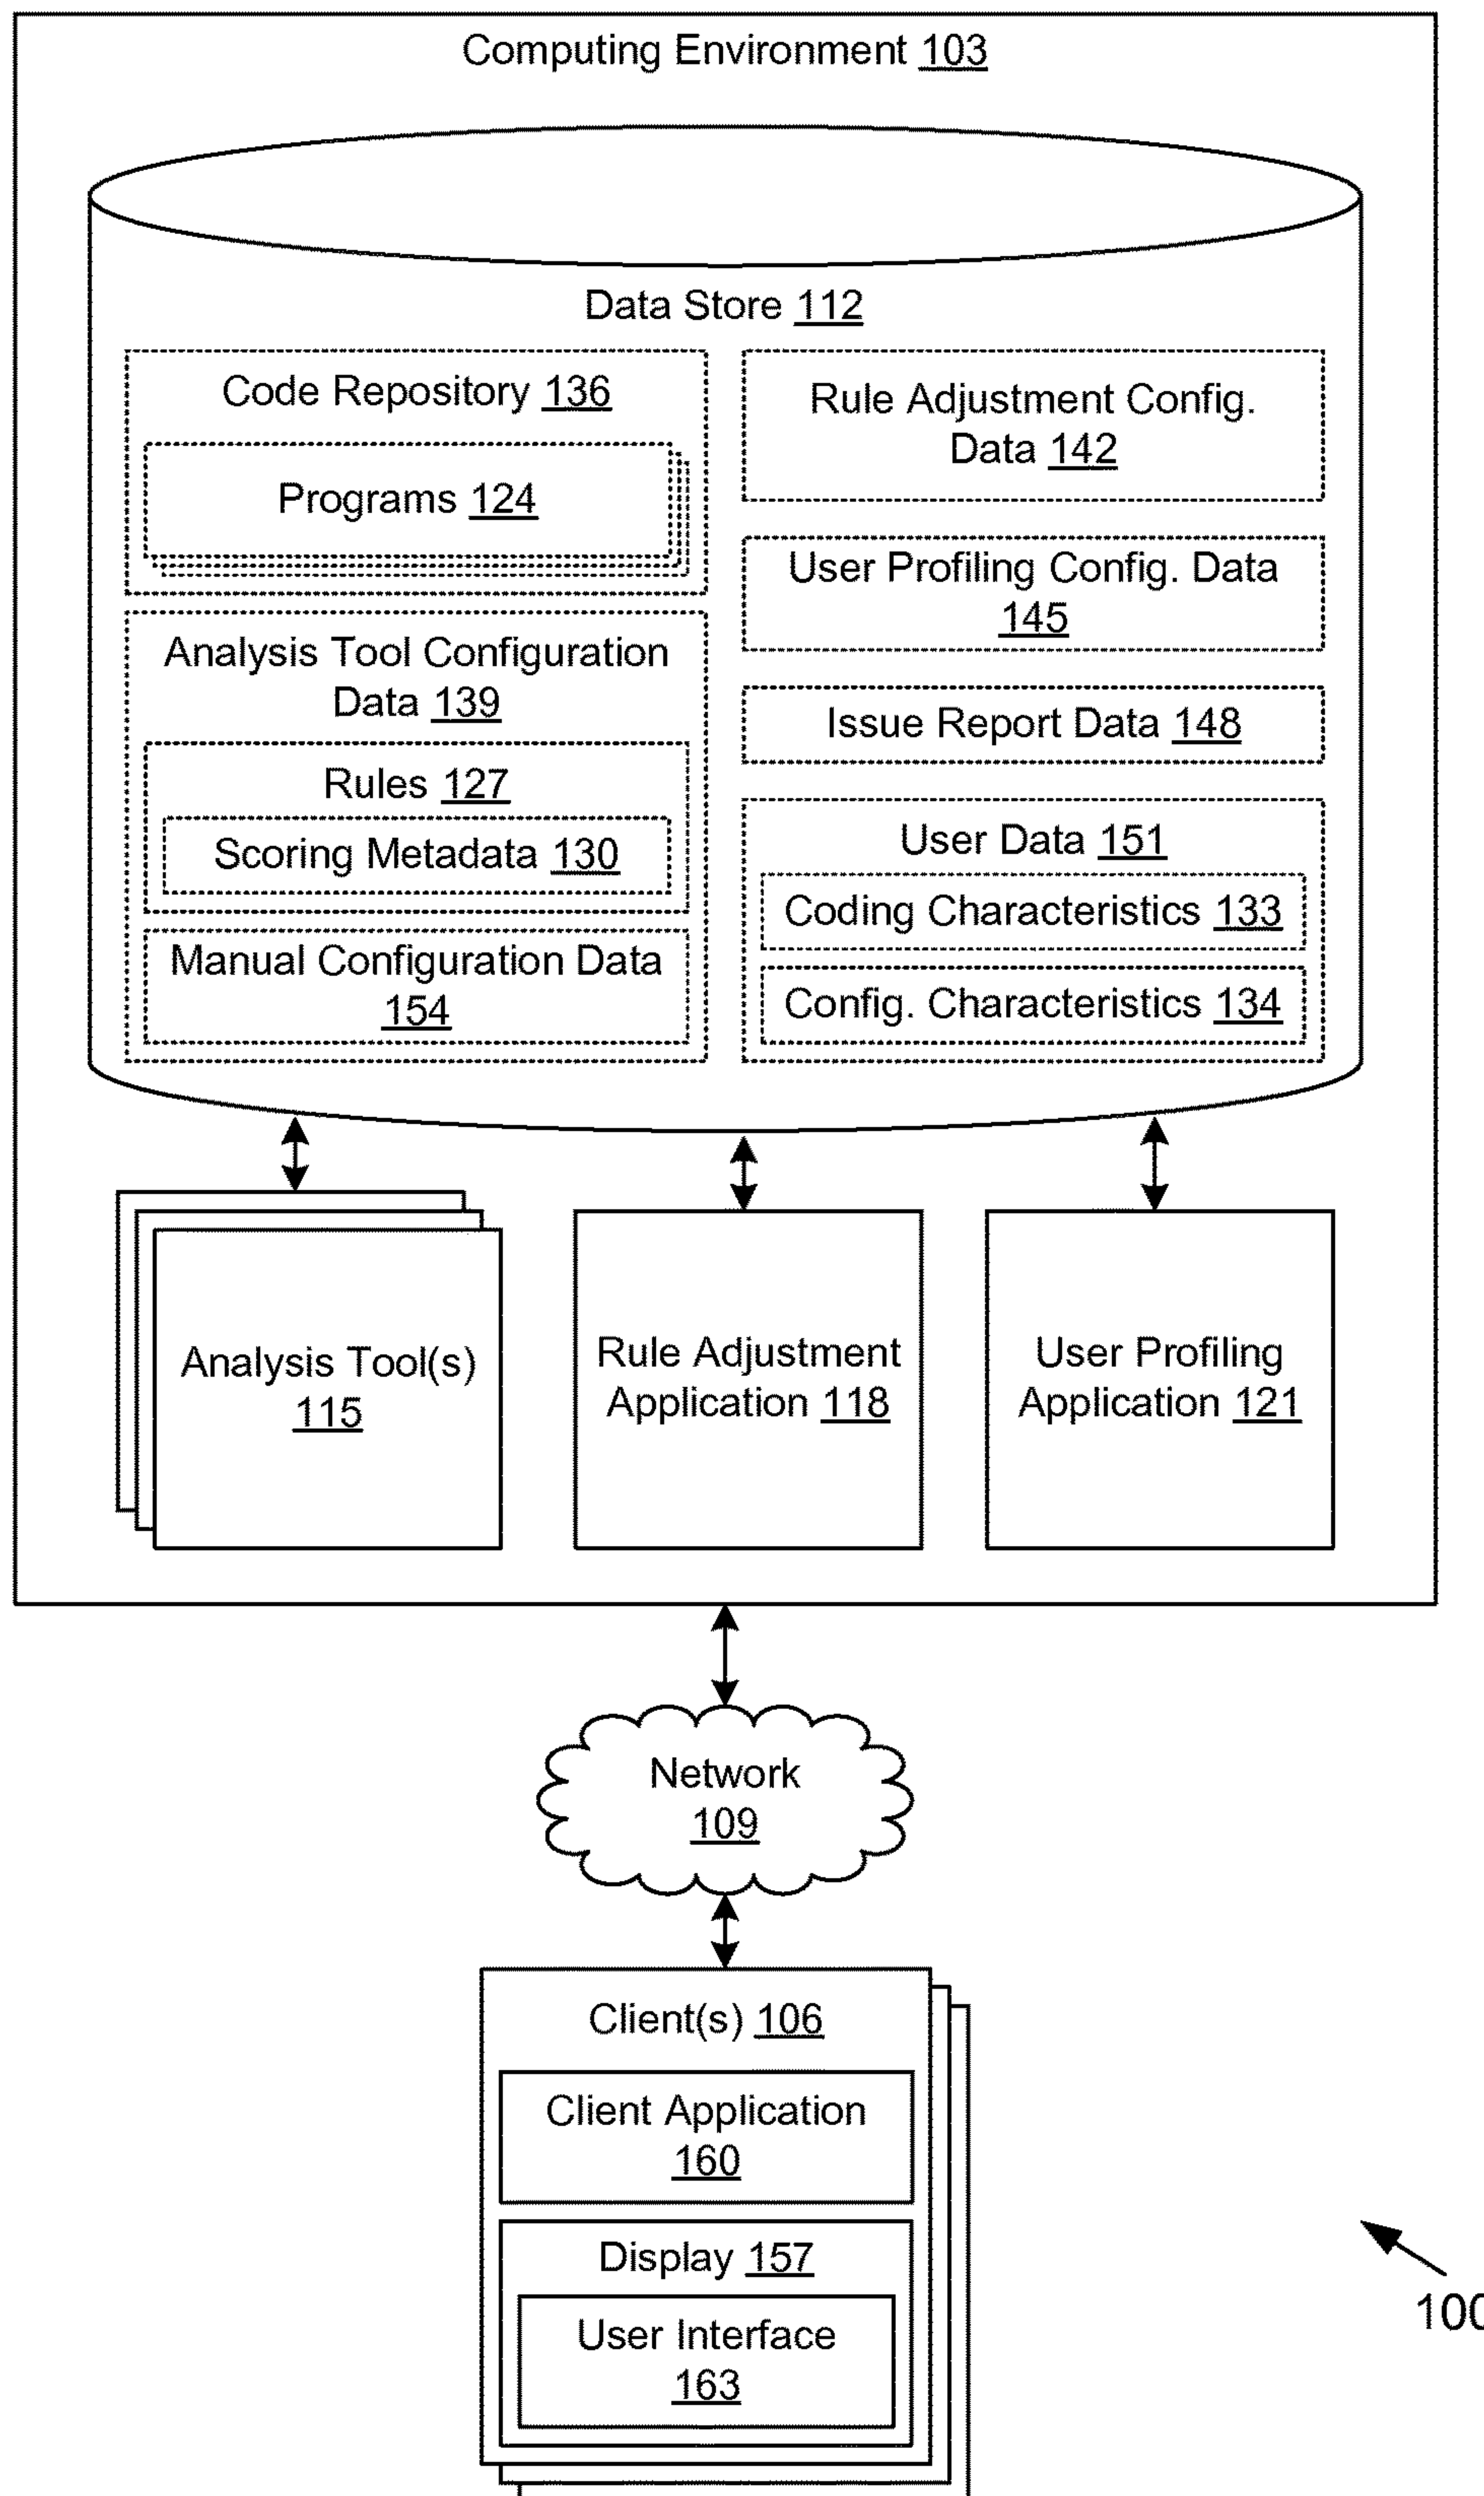 Computing Environment 103
Data Store 112
Code Repository 136
Programs 124
Analysis Tool Configuration
Data 139
Rules 127
Scoring Metadata 130
Manual Configuration Data
154
Rule Adjustment Config.
Data 142
User Profiling Config. Data
145
Issue Report Data 148
User Data 151
Coding Characteristics 133
Config. Characteristics 134
Analysis Tool(s)
115
Rule Adjustment
Application 118
User Profiling
Application 121
Network
109
Client(s) 106
Client Application
160
Display 157
User Interface
163
100